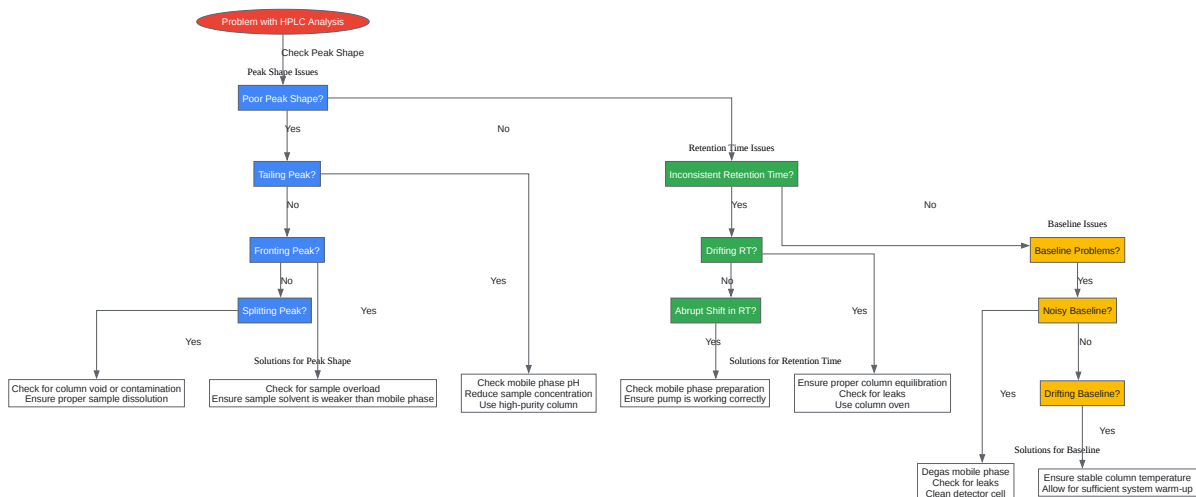 Problem with HPLC Analysis
Check Peak Shape
Peak Shape Issues
Poor Peak Shape?
Yes
No
Retention Time Issues
Tailing Peak?
Inconsistent Retention Time?
No
Yes
No
Baseline Issues
Fronting Peak?
Drifting RT?
Baseline Problems?
No
Yes
No
Yes
Splitting Peak?
Yes
Abrupt Shift in RT?
Yes
Noisy Baseline?
Yes
Yes
No
Solutions for Peak Shape
Solutions for Retention Time
Check for column void or contamination
Ensure proper sample dissolution
Check for sample overload
Ensure sample solvent is weaker than mobile phase
Check mobile phase pH
Reduce sample concentration
Use high-purity column
Check mobile phase preparation
Ensure pump is working correctly
Ensure proper column equilibration
Check for leaks
Use column oven
Yes
Drifting Baseline?
Yes
Solutions for Baseline
Degas mobile phase
Check for leaks
Clean detector cell
Ensure stable column temperature
Allow for sufficient system warm-up